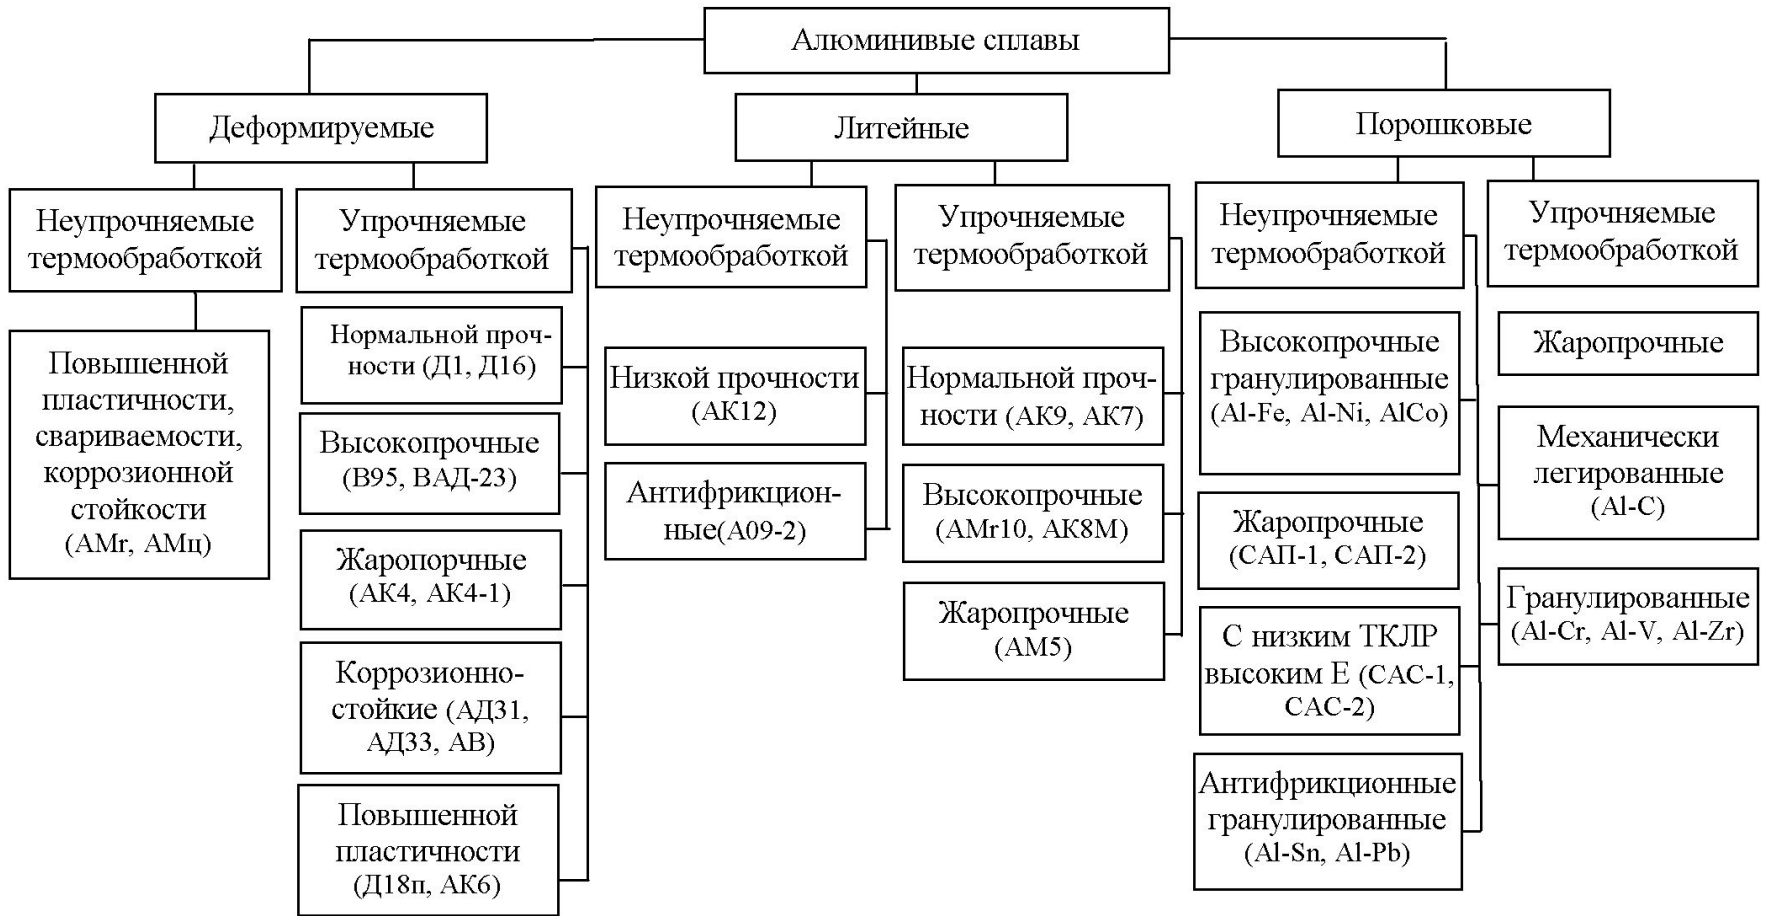 Алюминивые сплавы
Деформируемые
Литейные
Порошковые
Неупрочняемые
термообработкой
Упрочняемые
термообработкой
Неупрочняемые
термообработкой
Упрочняемые
термообработкой
Неупрочняемые
термообработкой
Упрочняемые
термообработкой
Повышенной
пластичности,
свариваемости,
коррозионной
стойкости
(АМг, АМц)
Нормальной проч-
ности (Д1, Д16)
Высокопрочные
(В95, ВАД-23)
Жаропорчные
(АК4, АК4-1)
Коррозионно-
стойкие (АД31,
АД33, АВ)
Повышенной
пластичности
(Д18п, АК6)
Низкой прочности
(АК12)
Антифрикцион-
ные(А09-2)
Нормальной проч-
ности (АК9, АК7)
Высокопрочные
(АМг10, АК8М)
Жаропрочные
(АМ5)
Высокопрочные
гранулированные
(Al-Fe, Al-Ni, AlCo)
Жаропрочные
(САП-1, САП-2)
С низким ТКЛР
высоким Е (САС-1,
САС-2)
Антифрикционные
гранулированные
(Al-Sn, Al-Pb)
Жаропрочные
Механически
легированные
(Al-C)
Гранулированные
(Al-Cr, Al-V, Al-Zr)